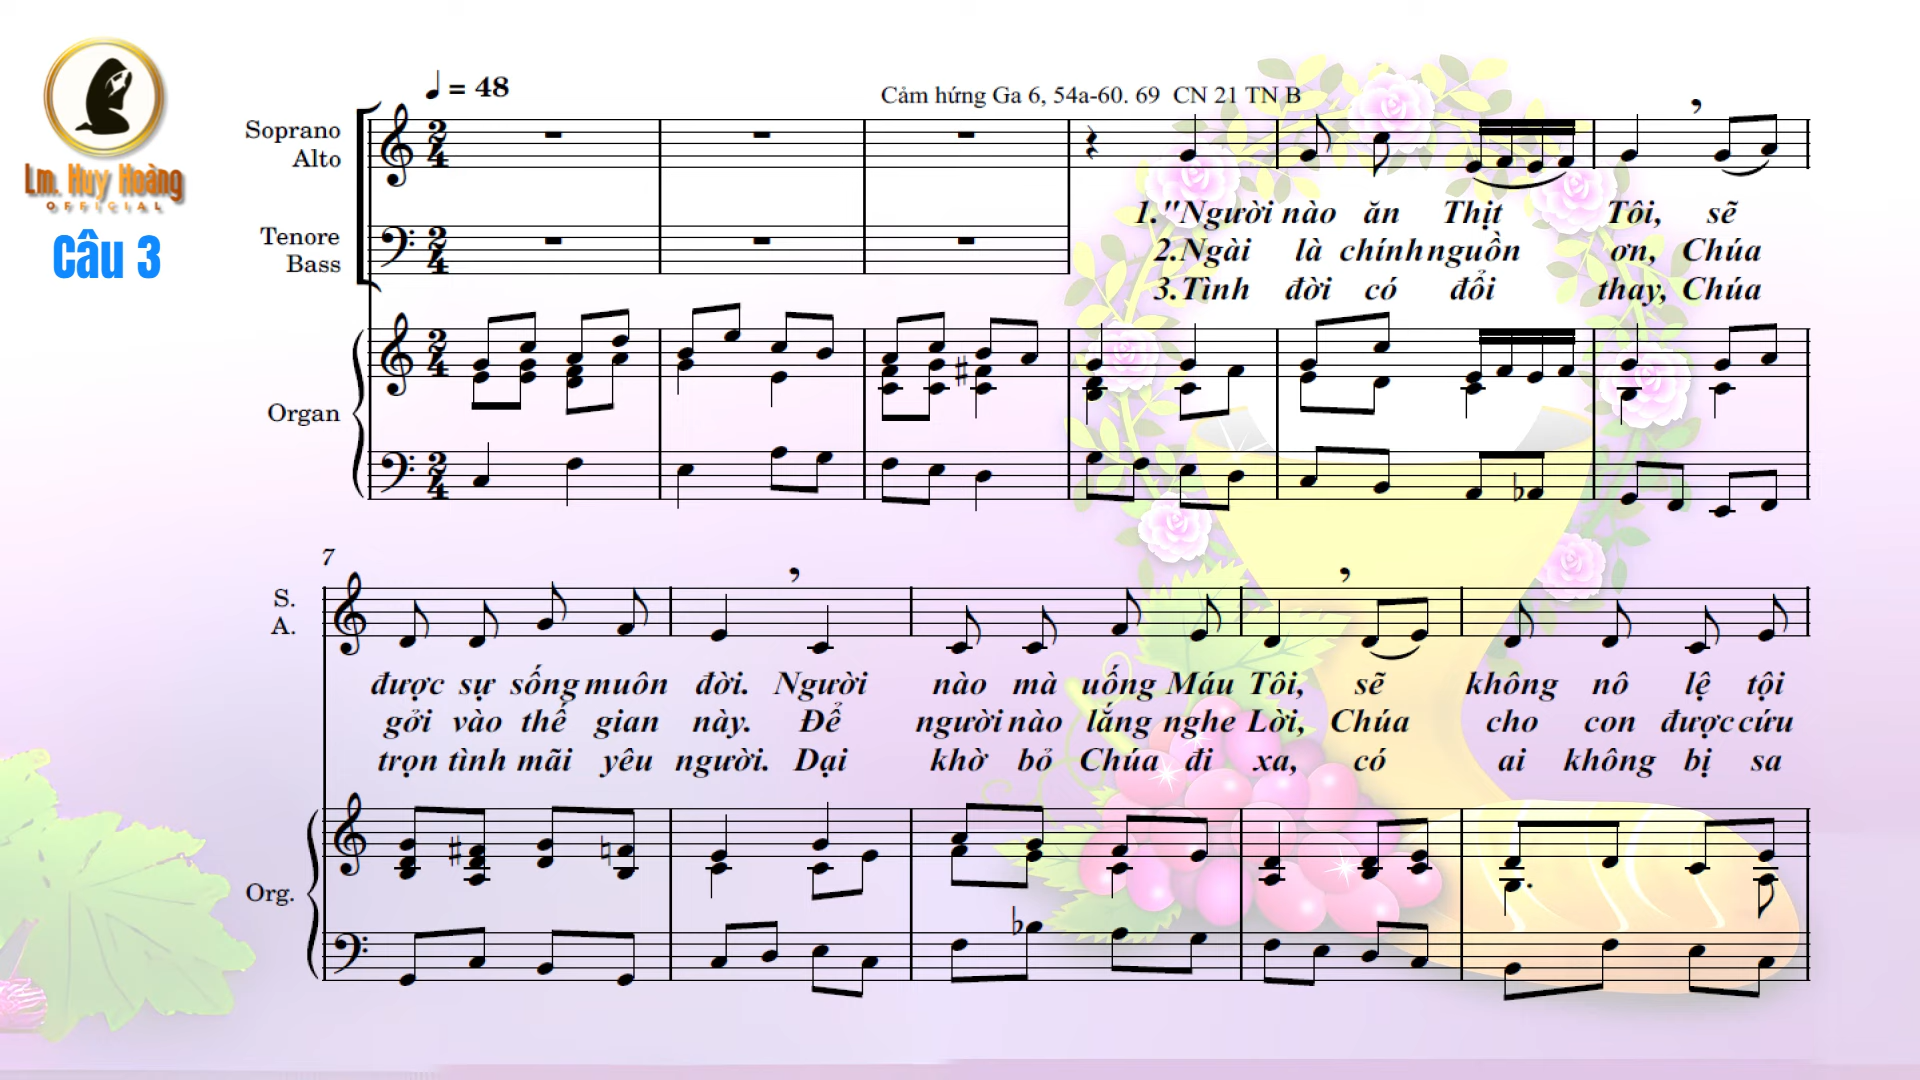 Lm. Huy Hoàng
OFFICIAL
Câu 3
= 48
Cảm hứng Ga 6, 54a-60. 69 CN 21 TN B
Soprano
Alto
Tenore
Bass
1."Người nào ăn Thịt Tôi, sẽ
2.Ngài là chính nguồn ơn, Chúa
3.Tình đời có đổi thay, Chúa
Organ
7
S.
A.
được sự sống muôn đời. Người nào mà uống Máu Tôi, sẽ không nô lệ tội
gởi vào thế gian này. Để người nào lắng nghe Lời, Chúa cho con được cứu
trọn tình mãi yêu người. Dại khờ bỏ Chúa đi xa, có ai không bị sa
Org.